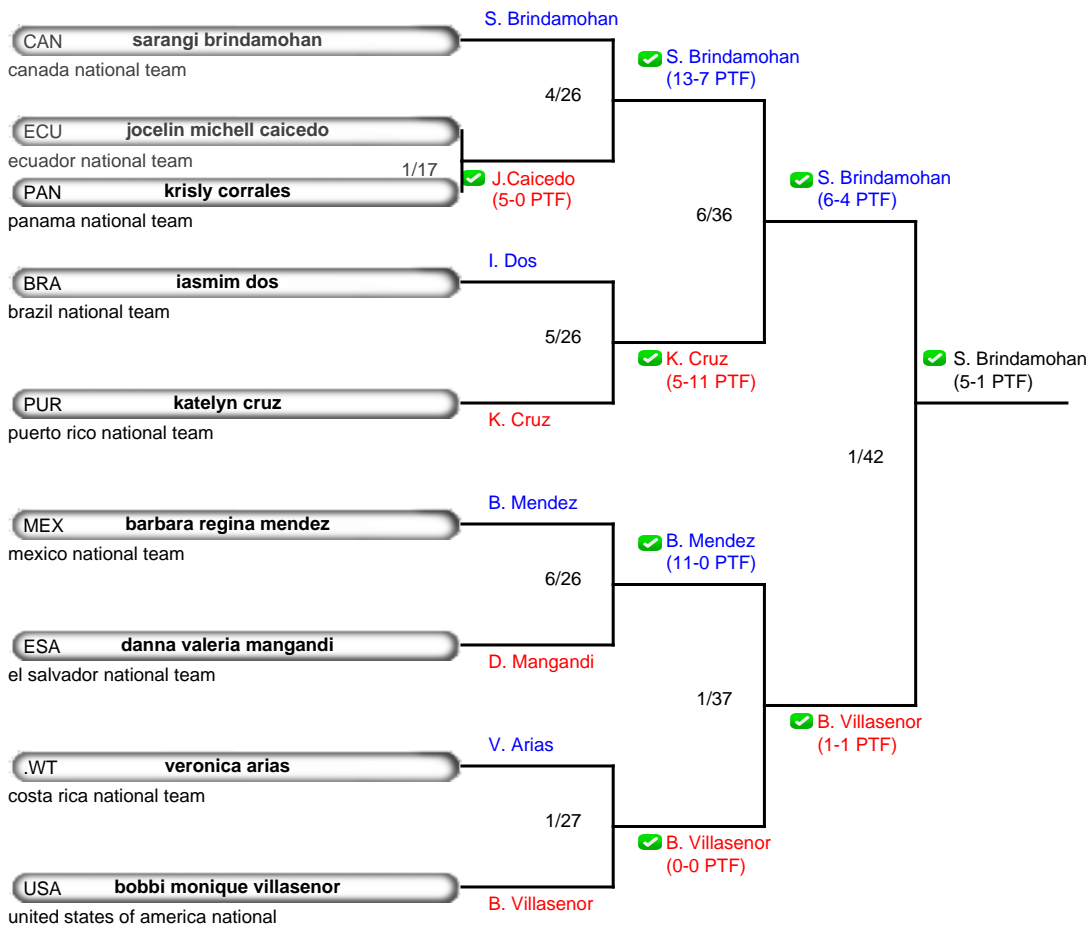 S. Brindamohan
CAN sarangi brindamohan
canada national team
S. Brindamohan
(13-7 PTF)
4/26
ECU jocelin michell caicedo
ecuador national team
1/17
J.Caicedo
(5-0 PTF)
PAN krisly corrales
panama national team
S. Brindamohan
(6-4 PTF)
6/36
I. Dos
BRA iasmim dos
brazil national team
5/26
K. Cruz
(5-11 PTF)
S. Brindamohan
(5-1 PTF)
PUR katelyn cruz
puerto rico national team
K. Cruz
1/42
B. Mendez
MEX barbara regina mendez
mexico national team
B. Mendez
(11-0 PTF)
6/26
ESA danna valeria mangandi
el salvador national team
D. Mangandi
1/37
B. Villasenor
(1-1 PTF)
V. Arias
.WT veronica arias
costa rica national team
1/27
B. Villasenor
(0-0 PTF)
USA bobbi monique villasenor
united states of america national
B. Villasenor